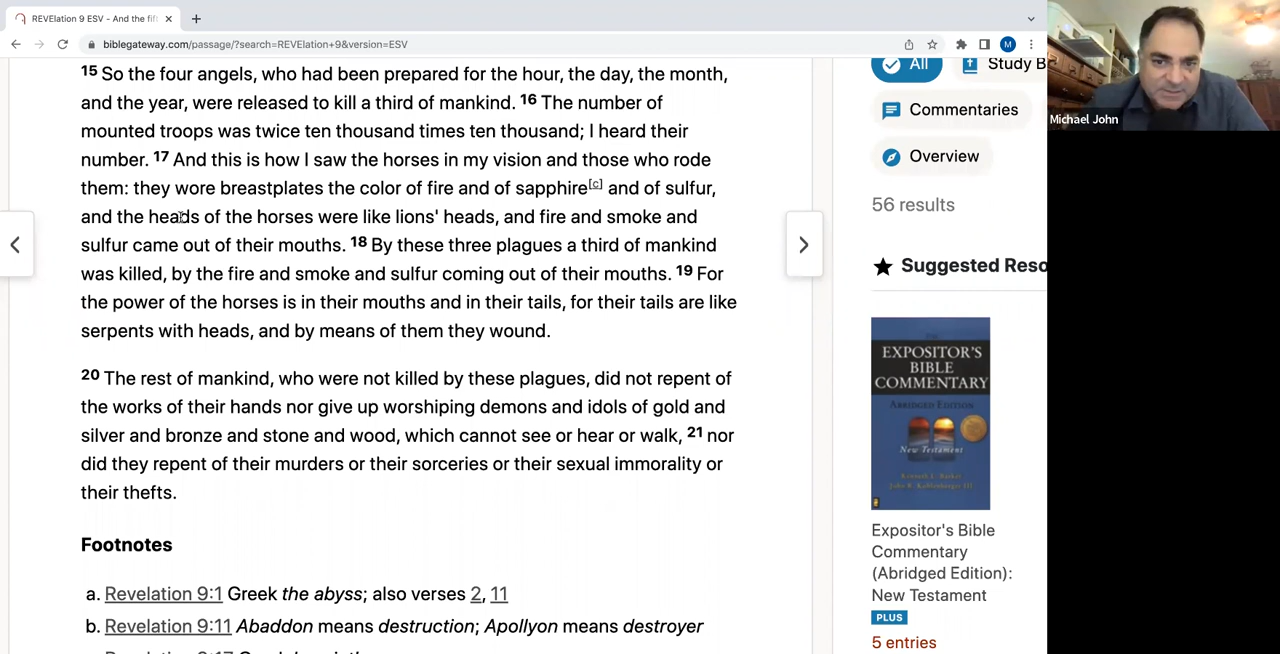 REVElation 9 ESV - And the fif
biblegateway.com/passage/?search=REVElation+9&version=ESV
M
15 So the four angels, who had been prepared for the hour, the day, the month,
and the year, were released to kill a third of mankind. 16 The number of
mounted troops was twice ten thousand times ten thousand; I heard their
number. 17 And this is how I saw the horses in my vision and those who rode
them: they wore breastplates the color of fire and of sapphire[c] and of sulfur,
and the heads of the horses were like lions' heads, and fire and smoke and
sulfur came out of their mouths. 18 By these three plagues a third of mankind
was killed, by the fire and smoke and sulfur coming out of their mouths. 19 For
the power of the horses is in their mouths and in their tails, for their tails are like
serpents with heads, and by means of them they wound.
20 The rest of mankind, who were not killed by these plagues, did not repent of
the works of their hands nor give up worshiping demons and idols of gold and
silver and bronze and stone and wood, which cannot see or hear or walk, 21 nor
did they repent of their murders or their sorceries or their sexual immorality or
their thefts.
Footnotes
a. Revelation 9:1 Greek the abyss; also verses 2, 11
b. Revelation 9:11 Abaddon means destruction; Apollyon means destroyer
All
Study B
Commentaries
Overview
56 results
Suggested Reso
EXPOSITOR'S
BIBLE
COMMENTARY
ABRIDGED EDITION
New Testament
Expositor's Bible
Commentary
(Abridged Edition):
New Testament
PLUS
5 entries
Michael John